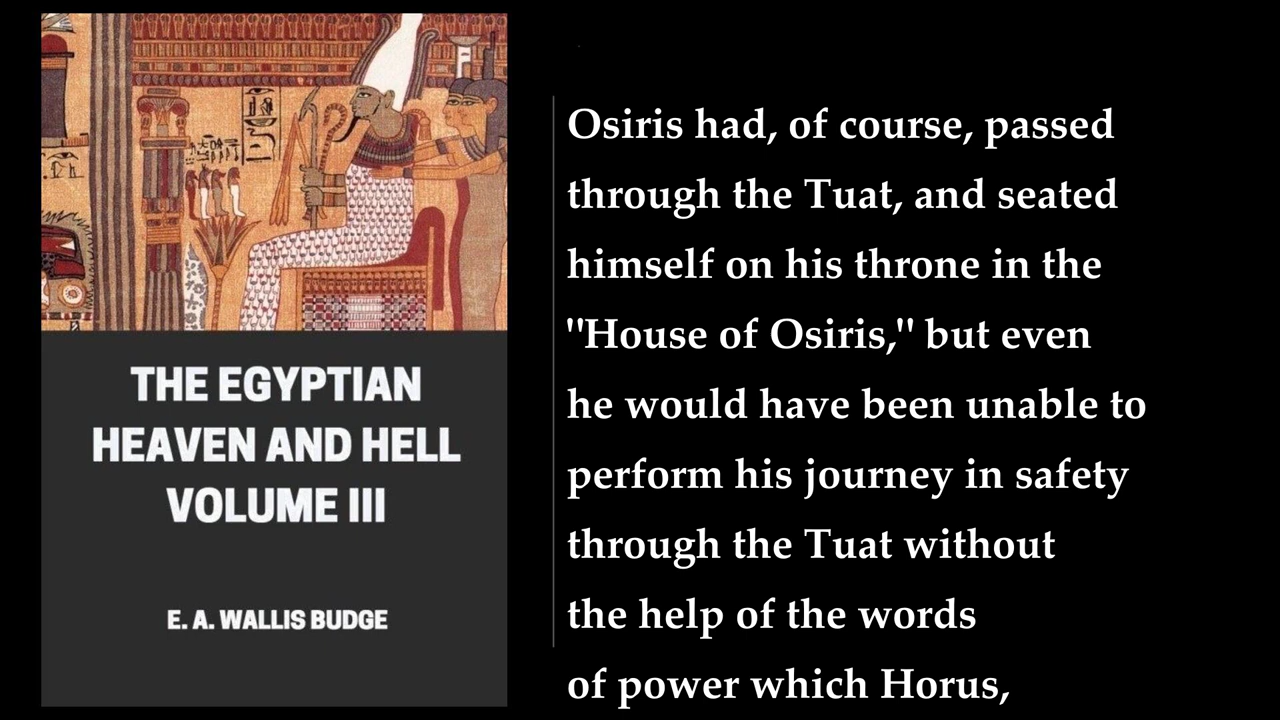 THE EGYPTIAN
HEAVEN AND HELL
VOLUME III
E. A. WALLIS BUDGE
Osiris had, of course, passed
through the Tuat, and seated
himself on his throne in the
"House of Osiris," but even
he would have been unable to
perform his journey in safety
through the Tuat without
the help of the words
of power which Horus,